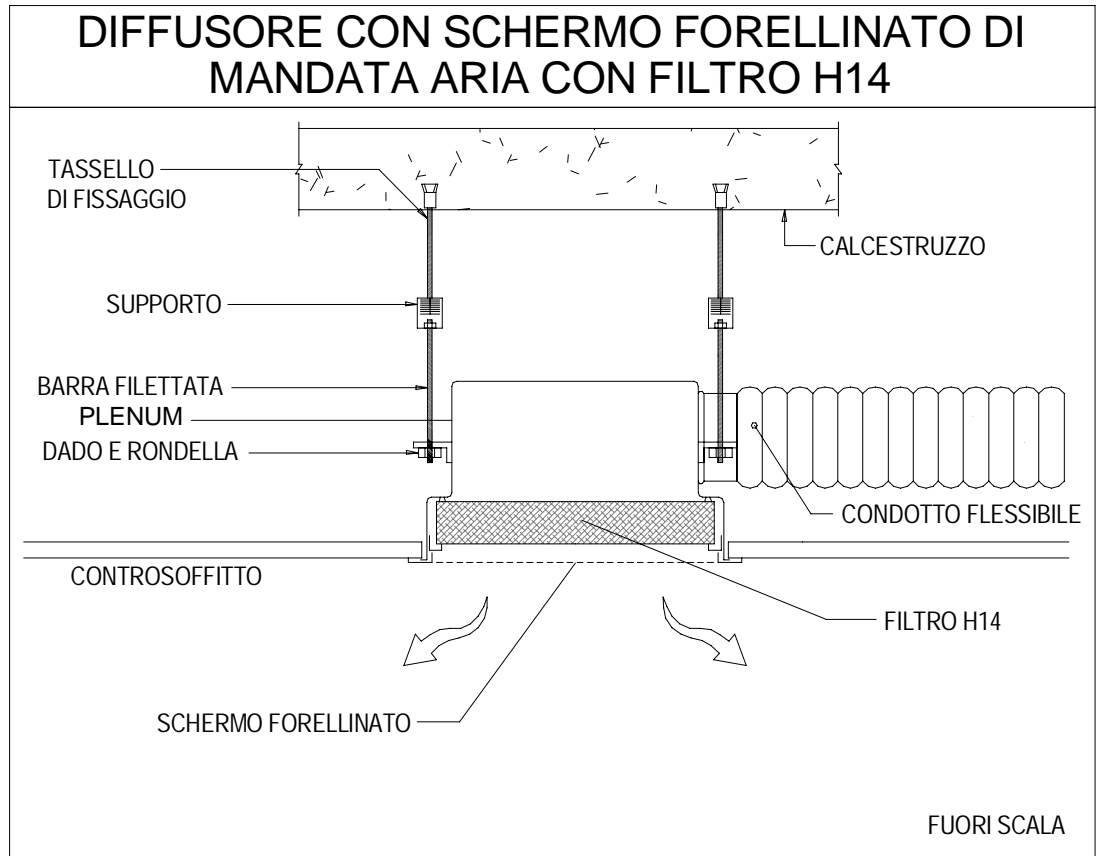 DIFFUSORE CON SCHERMO FORELLINATO DI
MANDATA ARIA CON FILTRO H14
TASSELLO
DI FISSAGGIO
CALCESTRUZZO
SUPPORTO
BARRA FILETTATA
PLENUM
DADO E RONDELLA
CONDOTTO FLESSIBILE
CONTROSOFFITTO
FILTRO H14
SCHERMO FORELLINATO
FUORI SCALA